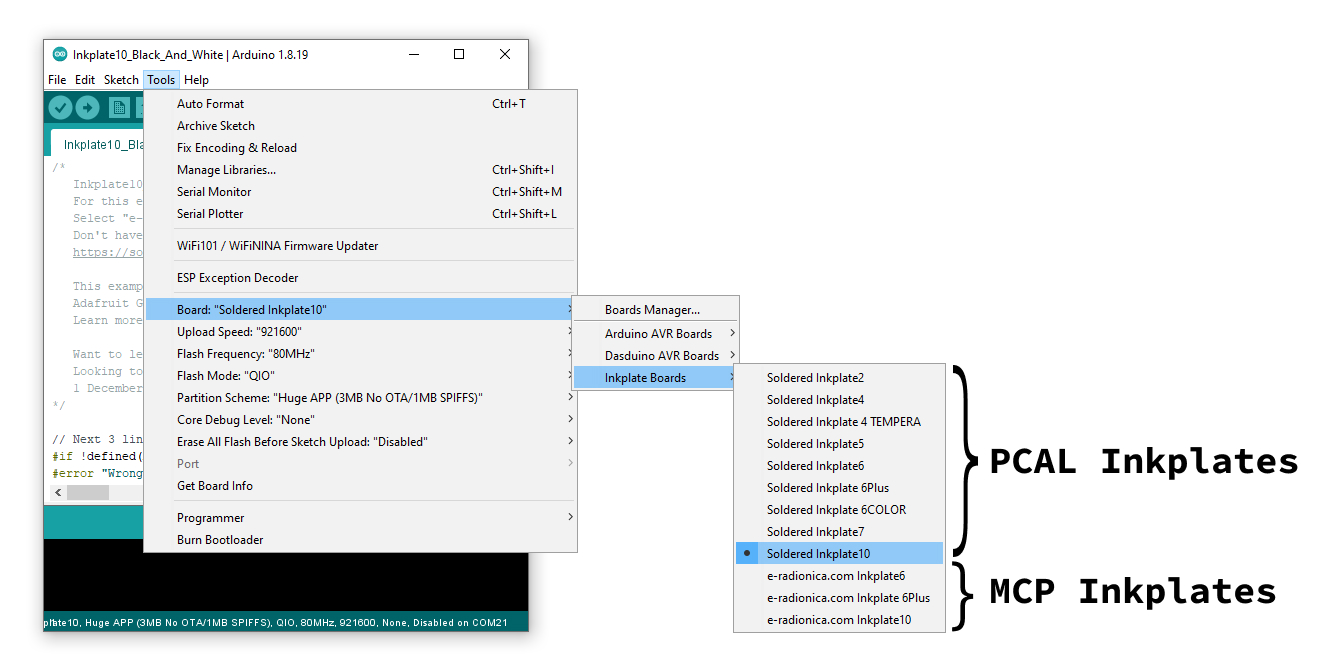 Inkplate10_Black_And_White | Arduino 1.8.19
File Edit Sketch Tools Help
Inkplate10_Bla
/*
Inkplate10
For this e
Select "e-
Don't have
https://so
This examp
Adafruit G
Learn more
Want to le
Looking to
1 December
*/
// Next 3 lin
#if !defined(
#error "Wrong
Auto Format Ctrl+T
Archive Sketch
Fix Encoding & Reload
Manage Libraries... Ctrl+Shift+I
Serial Monitor Ctrl+Shift+M
Serial Plotter Ctrl+Shift+L
WiFi101 / WiFiNINA Firmware Updater
ESP Exception Decoder
Board: "Soldered Inkplate10"
Upload Speed: "921600"
Flash Frequency: "80MHz"
Flash Mode: "QIO"
Partition Scheme: "Huge APP (3MB No OTA/1MB SPIFFS)"
Core Debug Level: "None"
Erase All Flash Before Sketch Upload: "Disabled"
Port
Get Board Info
Programmer
Burn Bootloader
Boards Manager...
Arduino AVR Boards
Dasduino AVR Boards
Inkplate Boards
Soldered Inkplate2
Soldered Inkplate4
Soldered Inkplate 4 TEMPERA
Soldered Inkplate5
Soldered Inkplate6
Soldered Inkplate 6Plus
Soldered Inkplate 6COLOR
Soldered Inkplate7
Soldered Inkplate10
e-radionica.com Inkplate6
e-radionica.com Inkplate 6Plus
e-radionica.com Inkplate10
PCAL Inkplates
MCP Inkplates
Huge APP (3MB No OTA/1MB SPIFFS), QIO, 80MHz, 921600, None, Disabled on COM21